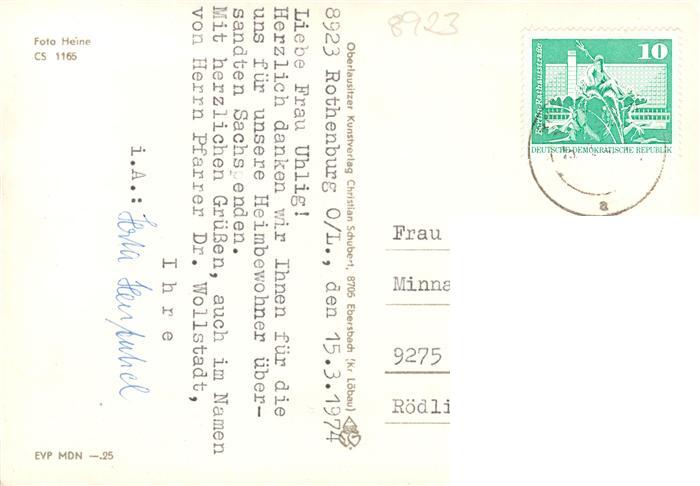 Foto Heine
CS 1165
8923
10
Berlin-Rathausstraße
DEUTSCHE DEMOKRATISCHE REPUBLIK
a
Oberlausitzer Kunstverlag Christian Schubert, 8705 Ebersbach (Kr. Löbau)
8923 Rothenburg O/L., den 15.3.1974
Liebe Frau Uhlig!
Herzlich danken wir Ihnen für die
uns für unsere Heimbewohner über-
sandten Sachspenden.
Mit herzlichen Grüßen, auch im Namen
von Herrn Pfarrer Dr. Wollstadt,
Ihre
i.A.:
Frau
Minna
9275
Rödli
EVP MDN —.25